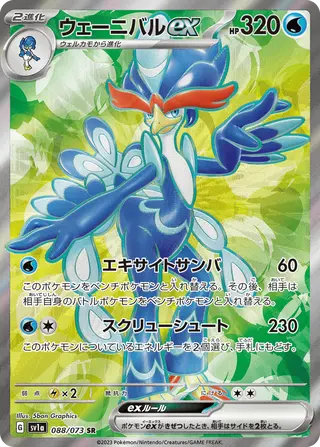 2進化
ウェーニバルex
HP320
ウェルカモから進化
エキサイトサンバ 60
このポケモンをベンチポケモンと入れ替える。その後、相手は
相手自身のバトルポケモンをベンチポケモンと入れ替える。
スクリューシュート 230
このポケモンについているエネルギーを2個選び、手札にもどす。
弱点 ×2 抵抗力 にげる
exルール
ポケモンexがきぜつしたとき、相手はサイドを2枚とる。
Illus. 5ban Graphics
G sv1a 088/073 SR
©2023 Pokémon/Nintendo/Creatures/GAME FREAK.